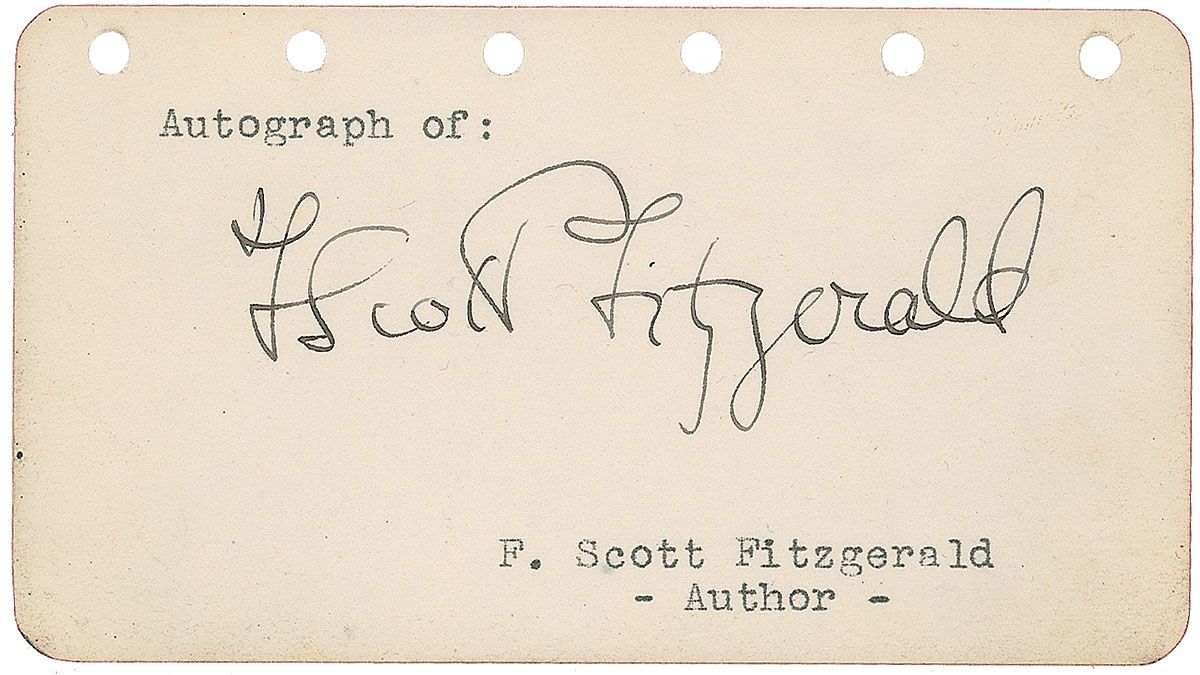 Autograph of:
F Scott Fitzgerald
F. Scott Fitzgerald
- Author -